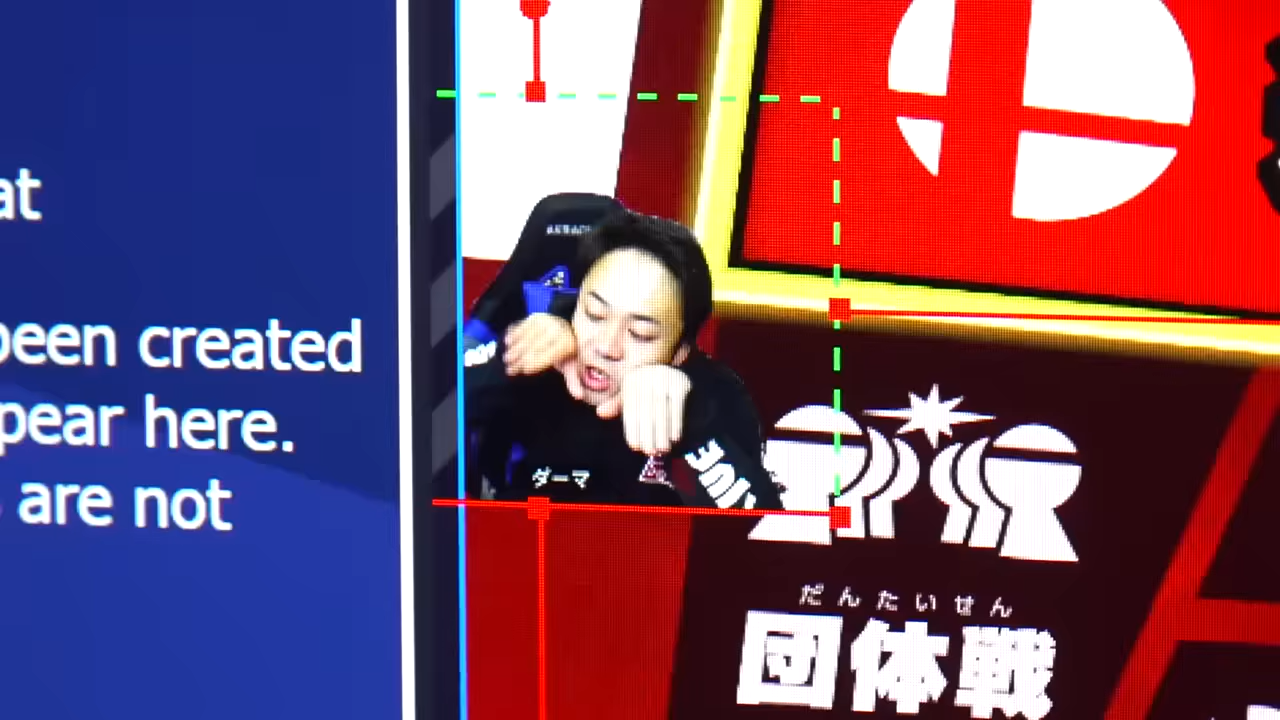 at
been created
pear here.
are not
ダーマ
だんたいせん
団体戦